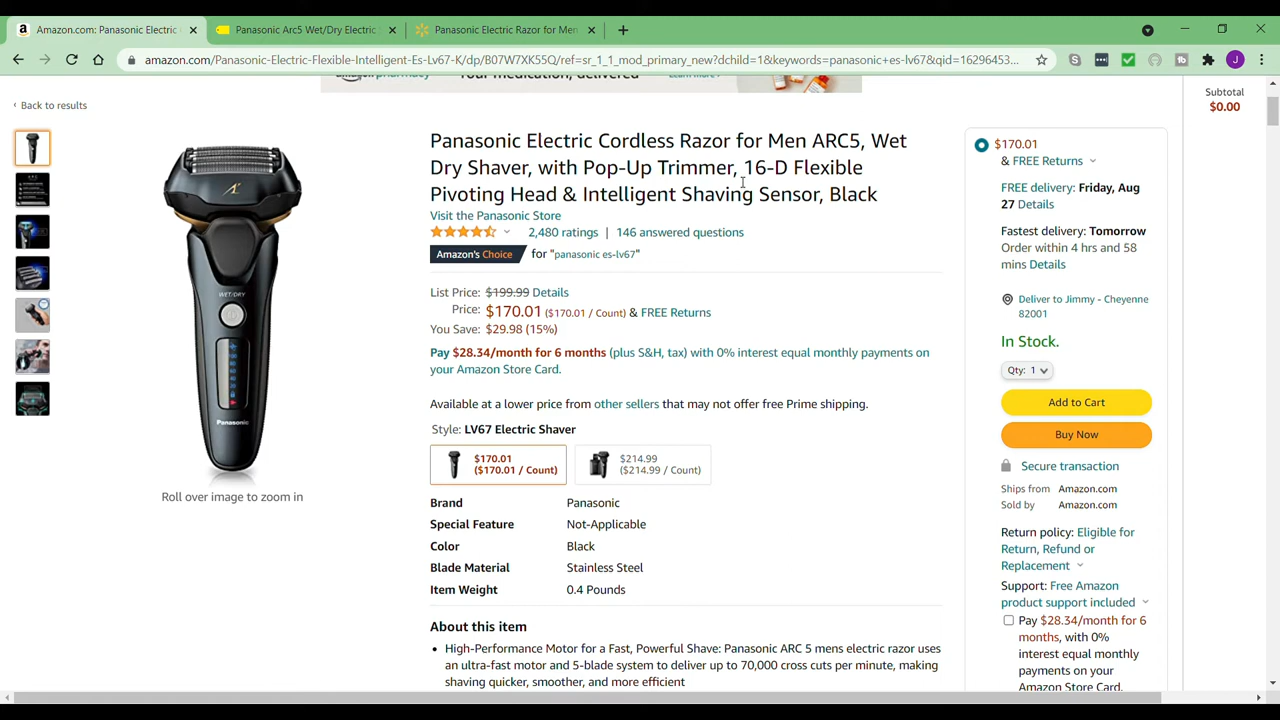 Amazon.com: Panasonic Electric
Panasonic Arc5 Wet/Dry Electric
Panasonic Electric Razor for Men
amazon.com/Panasonic-Electric-Flexible-Intelligent-Es-Lv67-K/dp/B07W7XK55Q/ref=sr_1_1_mod_primary_new?dchild=1&keywords=panasonic+es-lv67&qid=16296453...
J
Subtotal
$0.00
‹ Back to results
Panasonic Electric Cordless Razor for Men ARC5, Wet
Dry Shaver, with Pop-Up Trimmer, 16-D Flexible
Pivoting Head & Intelligent Shaving Sensor, Black
Visit the Panasonic Store
2,480 ratings | 146 answered questions
Amazon's Choice for "panasonic es-lv67"
List Price: $199.99 Details
Price: $170.01 ($170.01 / Count) & FREE Returns
You Save: $29.98 (15%)
Pay $28.34/month for 6 months (plus S&H, tax) with 0% interest equal monthly payments on
your Amazon Store Card.
Available at a lower price from other sellers that may not offer free Prime shipping.
Style: LV67 Electric Shaver
$170.01
($170.01 / Count)
$214.99
($214.99 / Count)
Brand Panasonic
Special Feature Not-Applicable
Color Black
Blade Material Stainless Steel
Item Weight 0.4 Pounds
About this item
• High-Performance Motor for a Fast, Powerful Shave: Panasonic ARC 5 mens electric razor uses
an ultra-fast motor and 5-blade system to deliver up to 70,000 cross cuts per minute, making
shaving quicker, smoother, and more efficient
WET/DRY
Panasonic
Roll over image to zoom in
$170.01
& FREE Returns
FREE delivery: Friday, Aug
27 Details
Fastest delivery: Tomorrow
Order within 4 hrs and 58
mins Details
Deliver to Jimmy - Cheyenne
82001
In Stock.
Qty: 1
Add to Cart
Buy Now
Secure transaction
Ships from Amazon.com
Sold by Amazon.com
Return policy: Eligible for
Return, Refund or
Replacement
Support: Free Amazon
product support included
Pay $28.34/month for 6
months, with 0%
interest equal monthly
payments on your
Amazon Store Card.